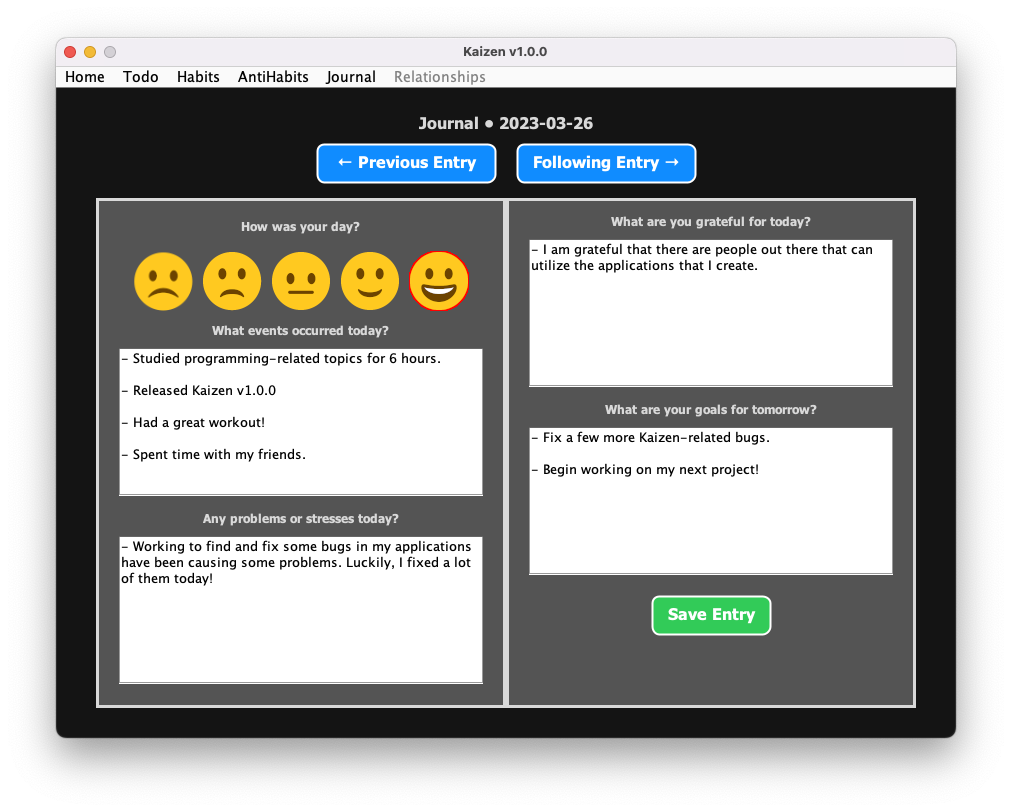 Kaizen v1.0.0
Home Todo Habits AntiHabits Journal Relationships
Journal • 2023-03-26
← Previous Entry
Following Entry →
How was your day?
What events occurred today?
- Studied programming-related topics for 6 hours.
- Released Kaizen v1.0.0
- Had a great workout!
- Spent time with my friends.
Any problems or stresses today?
- Working to find and fix some bugs in my applications
have been causing some problems. Luckily, I fixed a lot
of them today!
What are you grateful for today?
- I am grateful that there are people out there that can
utilize the applications that I create.
What are your goals for tomorrow?
- Fix a few more Kaizen-related bugs.
- Begin working on my next project!
Save Entry